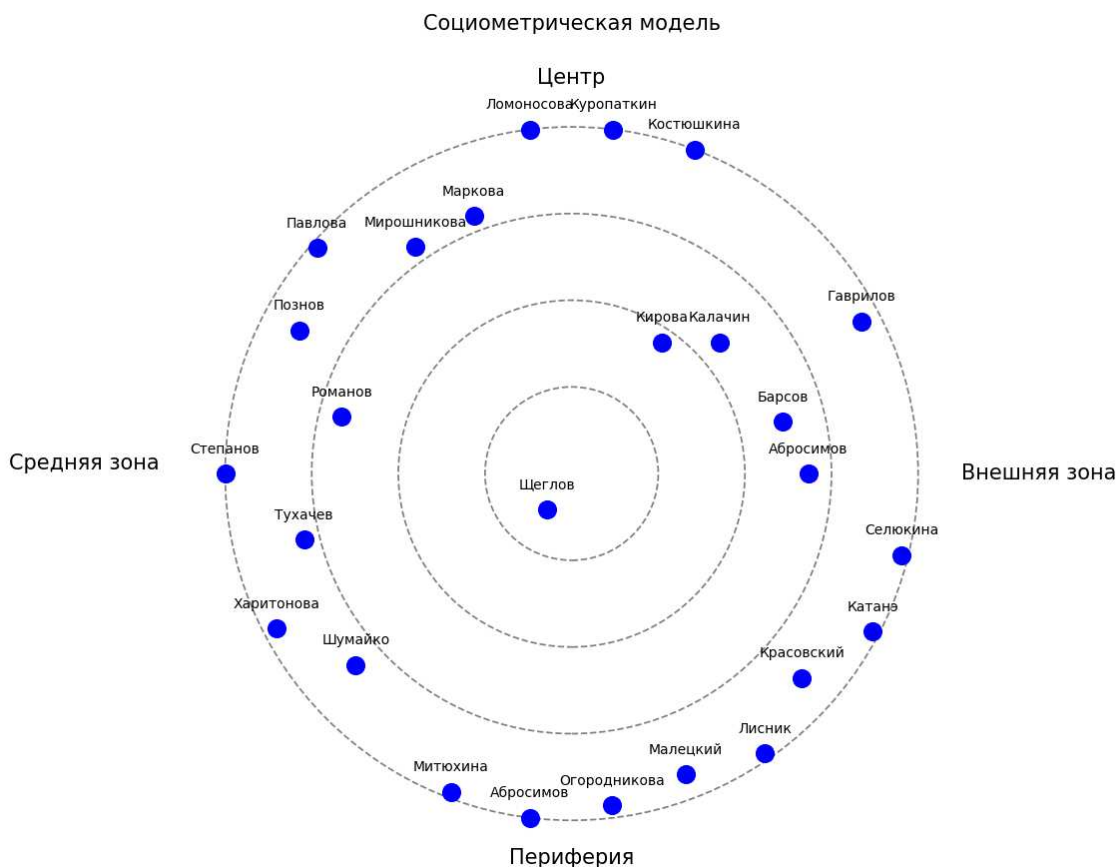 Социометрическая модель
Центр
Ломоносова
Куропаткин
Костюшкина
Маркова
Павлова
Мирошникова
Гаврилов
Познов
Кирова
Калачин
Романов
Барсов
Степанов
Абросимов
Средняя зона
Внешняя зона
Щеглов
Тухачев
Селюкина
Харитонова
Катанэ
Шумайко
Красовский
Лисник
Малецкий
Митюхина
Огородникова
Абросимов
Периферия